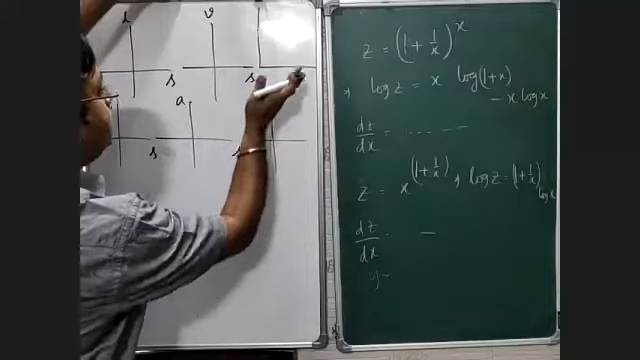 v
s s
a
s s
z = (1 + 1/x)^x
log z = x log(1+x) - x log x
dz/dx = ... --
z = x^(1 + 1/x) ⇒ log z = (1 + 1/x) log x
dz/dx = —
y =